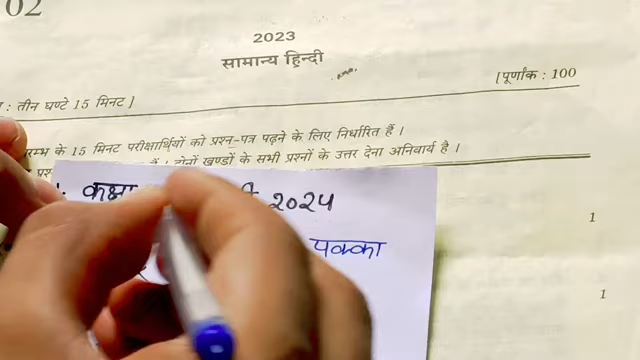 02
2023
सामान्य हिन्दी
[पूर्णांक : 100
: तीन घण्टे 15 मिनट ]
रम्भ के 15 मिनट परीक्षार्थियों को प्रश्न-पत्र पढ़ने के लिए निर्धारित हैं ।
दोनों खण्डों के सभी प्रश्नों के उत्तर देना अनिवार्य है ।
कक्षा २०२४
पक्का
1
1